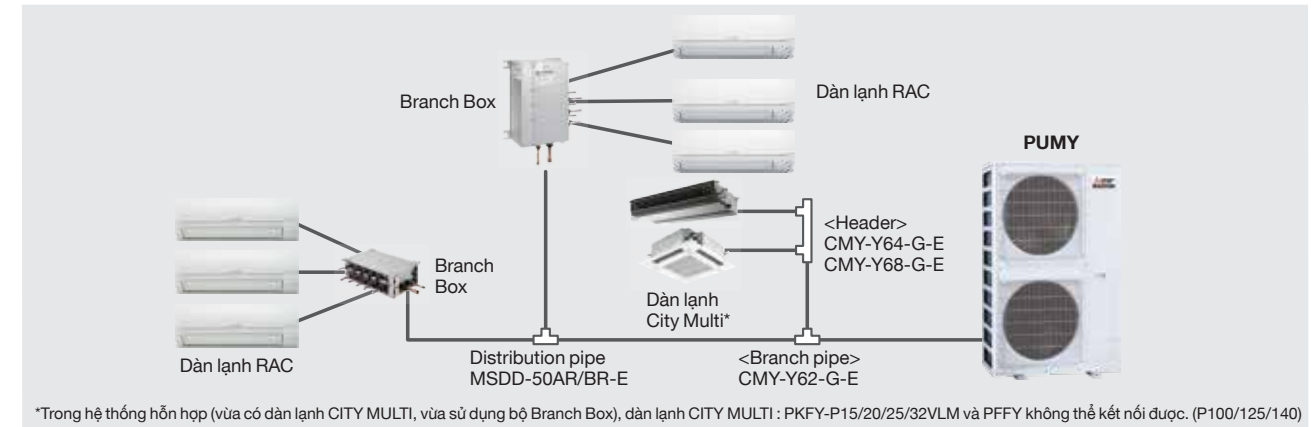 Branch Box
Dàn lạnh RAC
PUMY
<Header>
CMY-Y64-G-E
CMY-Y68-G-E
Branch
Box
Dàn lạnh
City Multi*
Dàn lạnh RAC
Distribution pipe
MSDD-50AR/BR-E
<Branch pipe>
CMY-Y62-G-E
*Trong hệ thống hỗn hợp (vừa có dàn lạnh CITY MULTI, vừa sử dụng bộ Branch Box), dàn lạnh CITY MULTI : PKFY-P15/20/25/32VLM và PFFY không thể kết nối được. (P100/125/140)